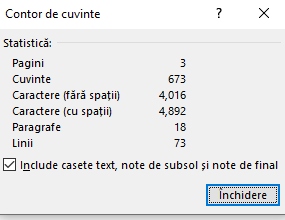 Contor de cuvinte
Statistică:
Pagini 3
Cuvinte 673
Caractere (fără spații) 4,016
Caractere (cu spații) 4,892
Paragrafe 18
Linii 73
Include casete text, note de subsol și note de final
Închidere